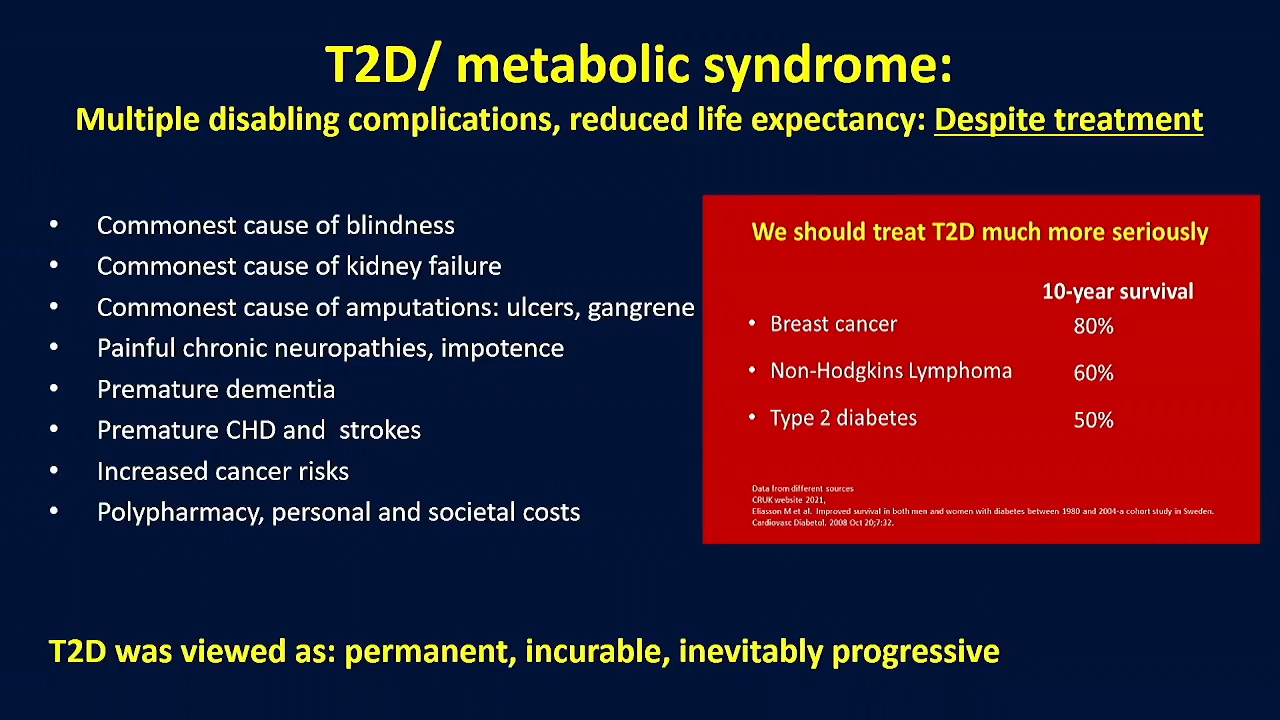 T2D/ metabolic syndrome:
Multiple disabling complications, reduced life expectancy: Despite treatment
• Commonest cause of blindness
• Commonest cause of kidney failure
• Commonest cause of amputations: ulcers, gangrene
• Painful chronic neuropathies, impotence
• Premature dementia
• Premature CHD and strokes
• Increased cancer risks
• Polypharmacy, personal and societal costs
We should treat T2D much more seriously
10-year survival
• Breast cancer 80%
• Non-Hodgkins Lymphoma 60%
• Type 2 diabetes 50%
Data from different sources
CRUK website 2021,
Eliasson M et al. Improved survival in both men and women with diabetes between 1980 and 2004-a cohort study in Sweden.
Cardiovasc Diabetol. 2008 Oct 20;7:32.
T2D was viewed as: permanent, incurable, inevitably progressive